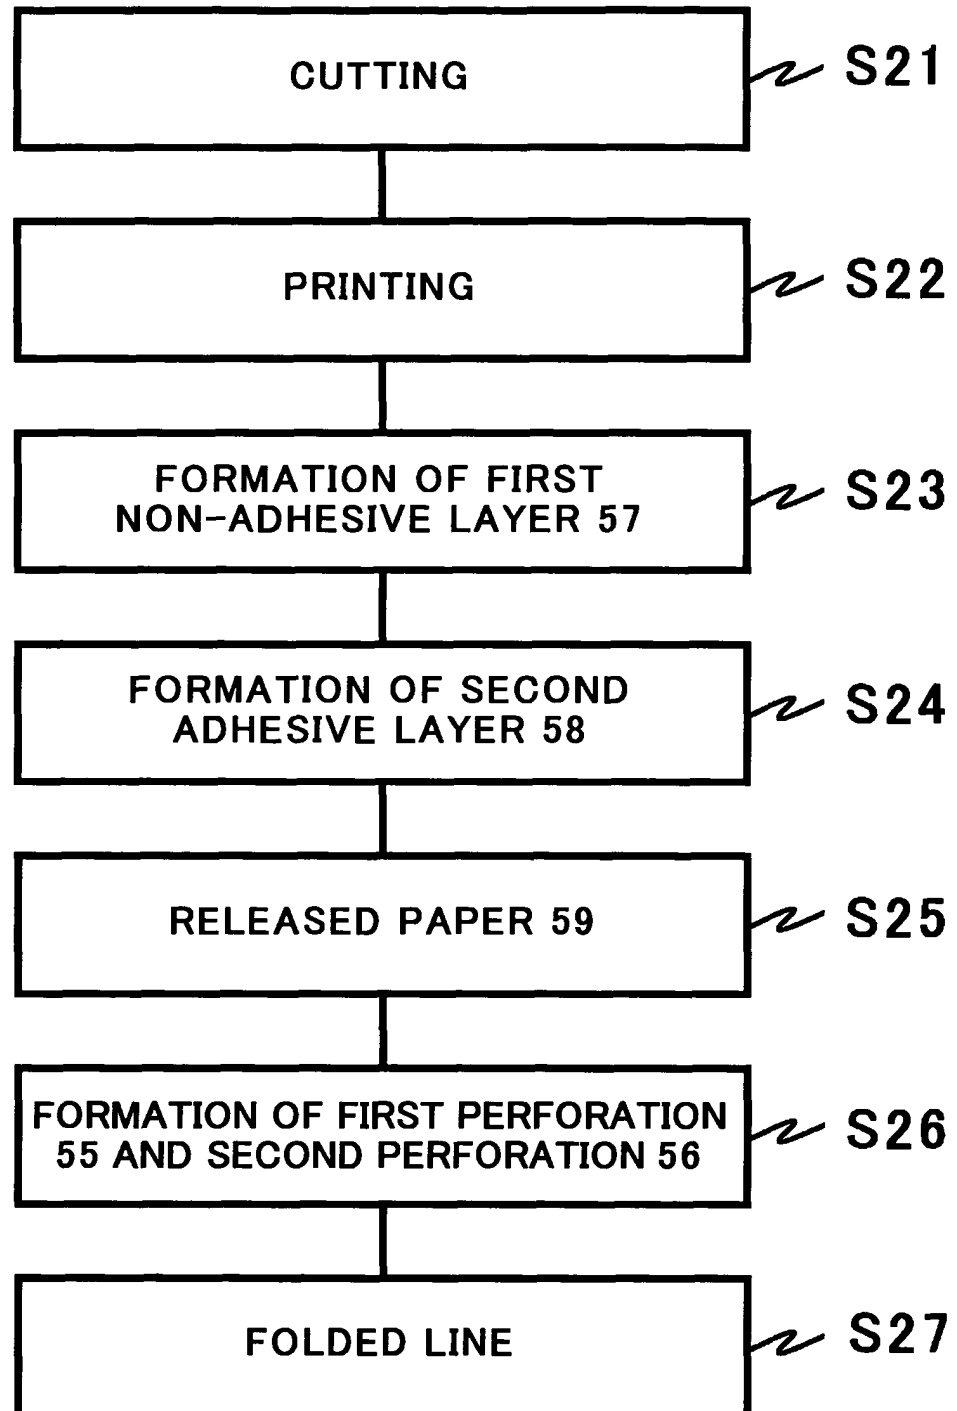 CUTTING
S21
PRINTING
S22
FORMATION OF FIRST
NON-ADHESIVE LAYER 57
S23
FORMATION OF SECOND
ADHESIVE LAYER 58
S24
RELEASED PAPER 59
S25
FORMATION OF FIRST PERFORATION
55 AND SECOND PERFORATION 56
S26
FOLDED LINE
S27